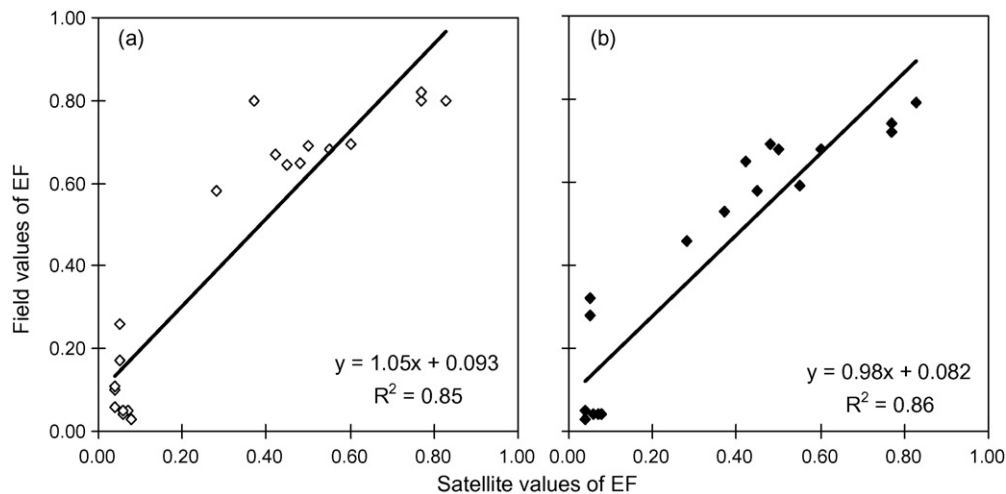 1.00
(a)
(b)
0.80
0.60
0.40
0.20
0.00
Field values of EF
y = 1.05x + 0.093
R² = 0.85
y = 0.98x + 0.082
R² = 0.86
0.00 0.20 0.40 0.60 0.80 1.00
0.00 0.20 0.40 0.60 0.80 1.00
Satellite values of EF